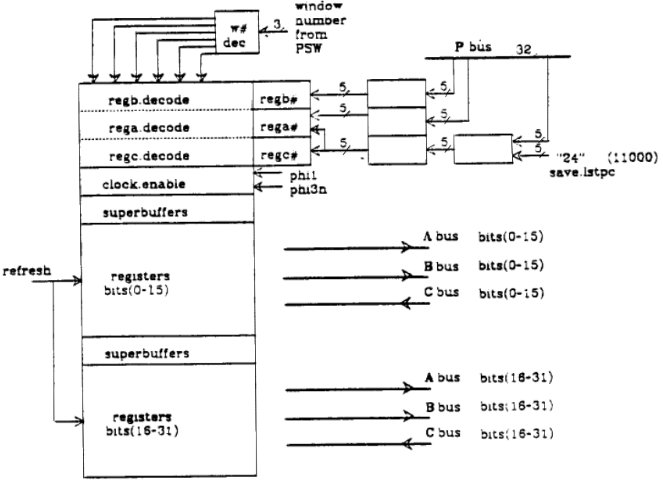 w#
dec
3
window
number
from
PSW
P bus 32
regb.decode
regb#
5
5
rega.decode
rega#
5
5
regc.decode
regc#
5
5
5
5
"24" (11000)
save.lstpc
clock.enable
phi1
phi3n
superbuffers
refresh
registers
bits(0-15)
A bus bits(0-15)
B bus bits(0-15)
C bus bits(0-15)
superbuffers
registers
bits(16-31)
A bus bits(16-31)
B bus bits(16-31)
C bus bits(16-31)